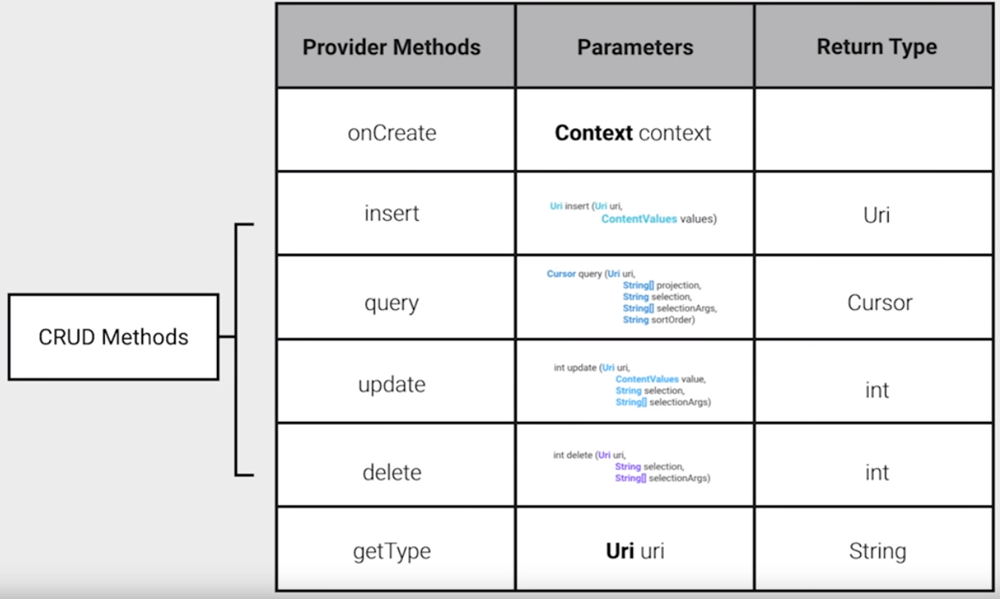 Provider Methods Parameters Return Type
onCreate Context context
insert Uri insert (Uri uri,
ContentValues values) Uri
query Cursor query (Uri uri,
String[] projection,
String selection,
String[] selectionArgs,
String sortOrder) Cursor
CRUD Methods
update int update (Uri uri,
ContentValues value,
String selection,
String[] selectionArgs) int
delete int delete (Uri uri,
String selection,
String[] selectionArgs) int
getType Uri uri String